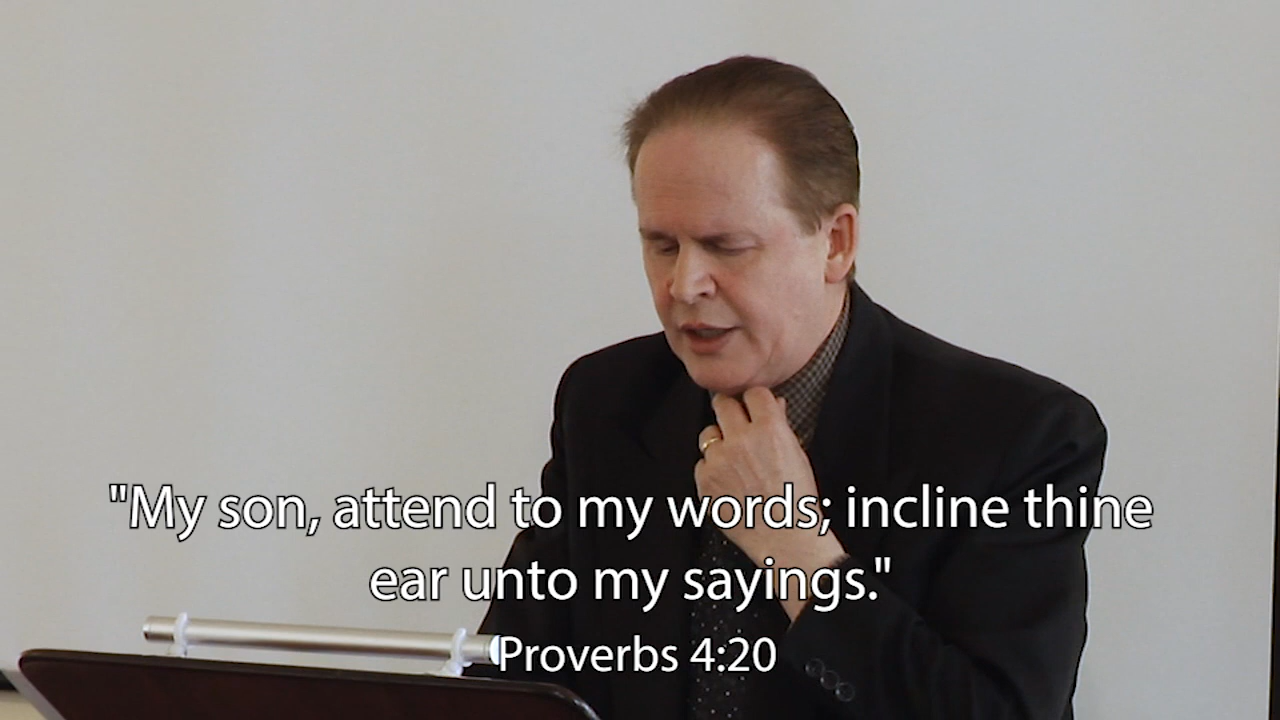 "My son, attend to my words; incline thine
ear unto my sayings."
Proverbs 4:20